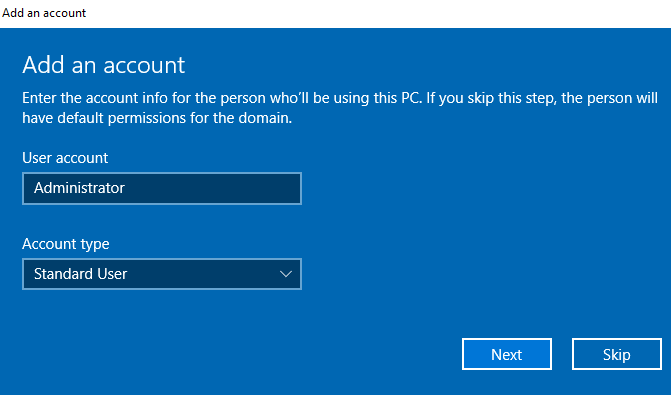 Add an account
Add an account
Enter the account info for the person who'll be using this PC. If you skip this step, the person will
have default permissions for the domain.
User account
Administrator
Account type
Standard User
Next
Skip